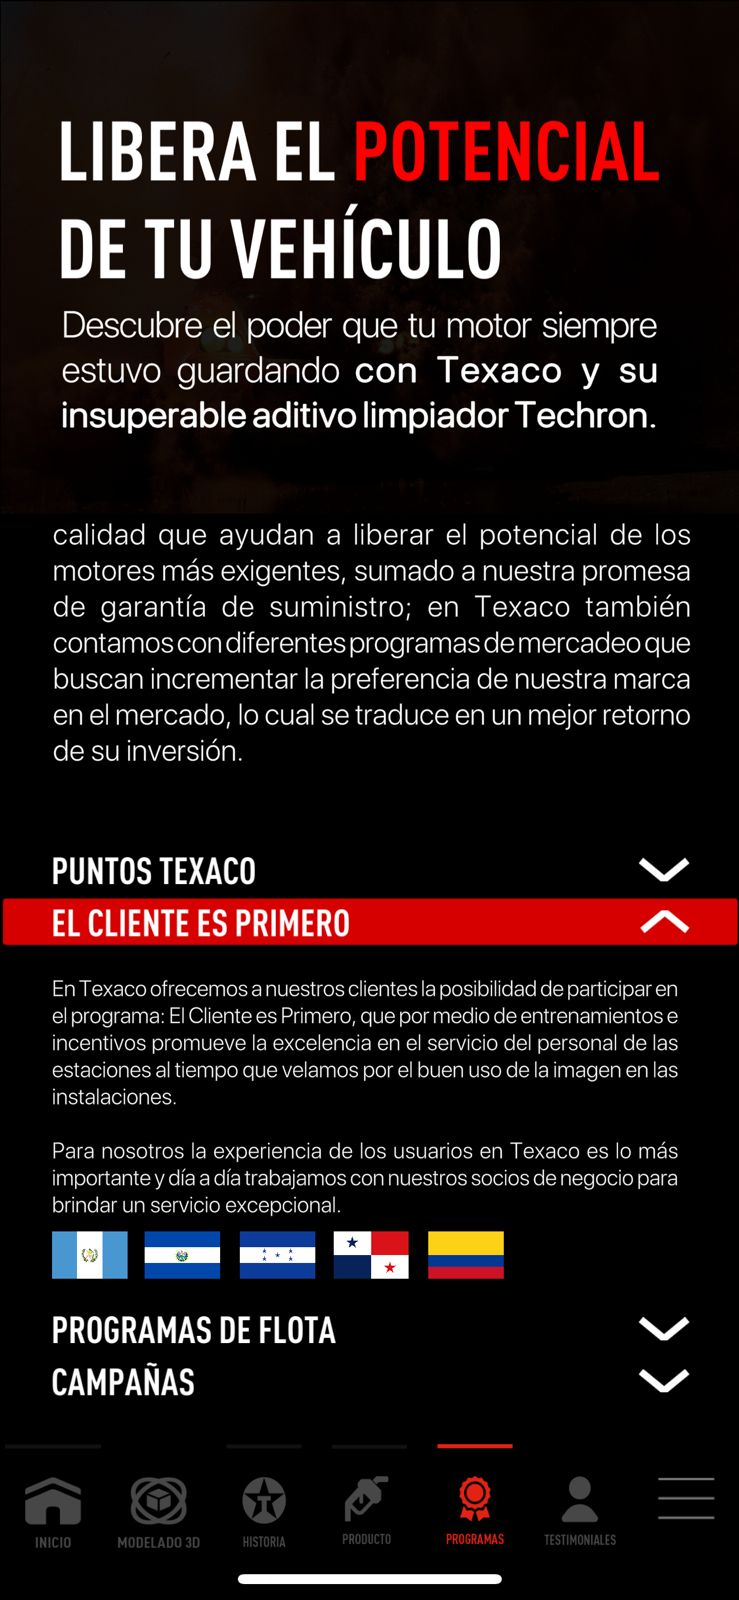 LIBERA EL POTENCIAL
DE TU VEHÍCULO
Descubre el poder que tu motor siempre
estuvo guardando con Texaco y su
insuperable aditivo limpiador Techron.
calidad que ayudan a liberar el potencial de los
motores más exigentes, sumado a nuestra promesa
de garantía de suministro; en Texaco también
contamos con diferentes programas de mercadeo que
buscan incrementar la preferencia de nuestra marca
en el mercado, lo cual se traduce en un mejor retorno
de su inversión.
PUNTOS TEXACO
EL CLIENTE ES PRIMERO
En Texaco ofrecemos a nuestros clientes la posibilidad de participar en
el programa: El Cliente es Primero, que por medio de entrenamientos e
incentivos promueve la excelencia en el servicio del personal de las
estaciones al tiempo que velamos por el buen uso de la imagen en las
instalaciones.
Para nosotros la experiencia de los usuarios en Texaco es lo más
importante y día a día trabajamos con nuestros socios de negocio para
brindar un servicio excepcional.
PROGRAMAS DE FLOTA
CAMPAÑAS
INICIO
MODELADO 3D
HISTORIA
PRODUCTO
PROGRAMAS
TESTIMONIALES